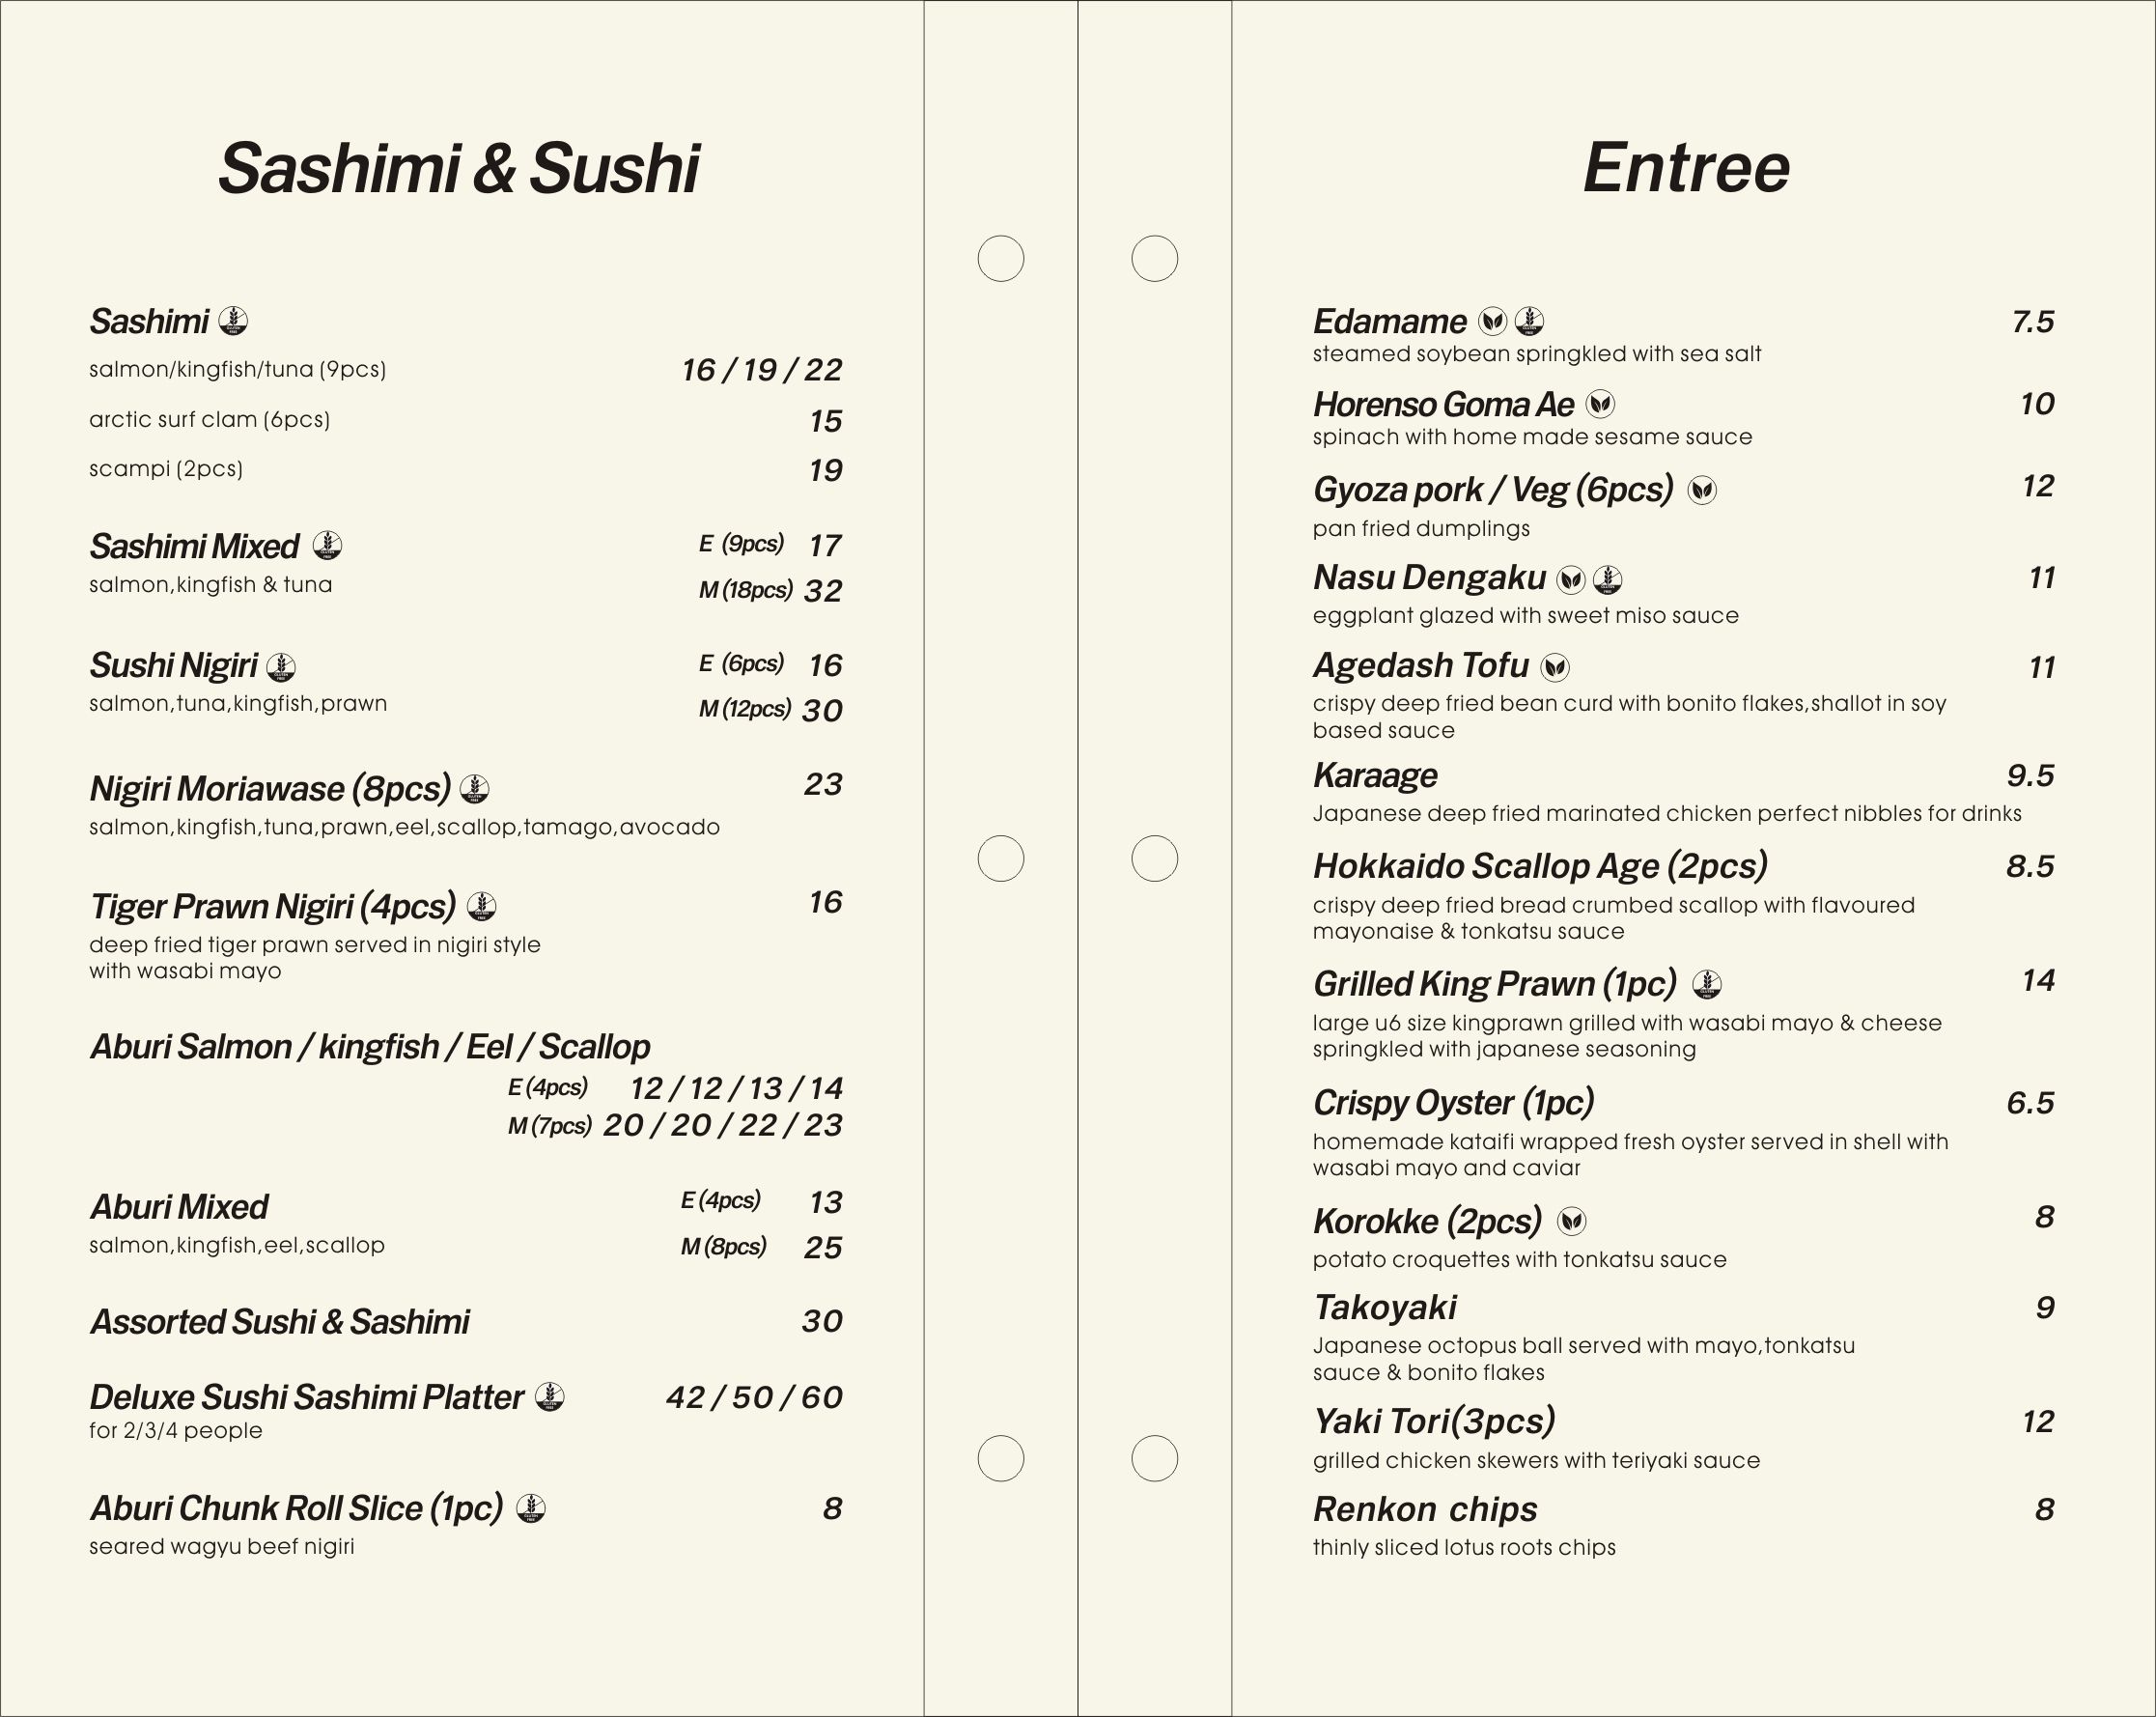 Sashimi & Sushi
Sashimi
salmon/kingfish/tuna (9pcs) 16 / 19 / 22
arctic surf clam (6pcs) 15
scampi (2pcs) 19
Sashimi Mixed E (9pcs) 17
salmon,kingfish & tuna M (18pcs) 32
Sushi Nigiri E (6pcs) 16
salmon,tuna,kingfish,prawn M (12pcs) 30
Nigiri Moriawase (8pcs) 23
salmon,kingfish,tuna,prawn,eel,scallop,tamago,avocado
Tiger Prawn Nigiri (4pcs) 16
deep fried tiger prawn served in nigiri style
with wasabi mayo
Aburi Salmon / kingfish / Eel / Scallop
E (4pcs) 12 / 12 / 13 / 14
M (7pcs) 20 / 20 / 22 / 23
Aburi Mixed E (4pcs) 13
salmon,kingfish,eel,scallop M (8pcs) 25
Assorted Sushi & Sashimi 30
Deluxe Sushi Sashimi Platter 42 / 50 / 60
for 2/3/4 people
Aburi Chunk Roll Slice (1pc) 8
seared wagyu beef nigiri
Entree
Edamame 7.5
steamed soybean springkled with sea salt
Horenso Goma Ae 10
spinach with home made sesame sauce
Gyoza pork / Veg (6pcs) 12
pan fried dumplings
Nasu Dengaku 11
eggplant glazed with sweet miso sauce
Agedash Tofu 11
crispy deep fried bean curd with bonito flakes,shallot in soy
based sauce
Karaage 9.5
Japanese deep fried marinated chicken perfect nibbles for drinks
Hokkaido Scallop Age (2pcs) 8.5
crispy deep fried bread crumbed scallop with flavoured
mayonaise & tonkatsu sauce
Grilled King Prawn (1pc) 14
large u6 size kingprawn grilled with wasabi mayo & cheese
springkled with japanese seasoning
Crispy Oyster (1pc) 6.5
homemade kataifi wrapped fresh oyster served in shell with
wasabi mayo and caviar
Korokke (2pcs) 8
potato croquettes with tonkatsu sauce
Takoyaki 9
Japanese octopus ball served with mayo,tonkatsu
sauce & bonito flakes
Yaki Tori(3pcs) 12
grilled chicken skewers with teriyaki sauce
Renkon chips 8
thinly sliced lotus roots chips